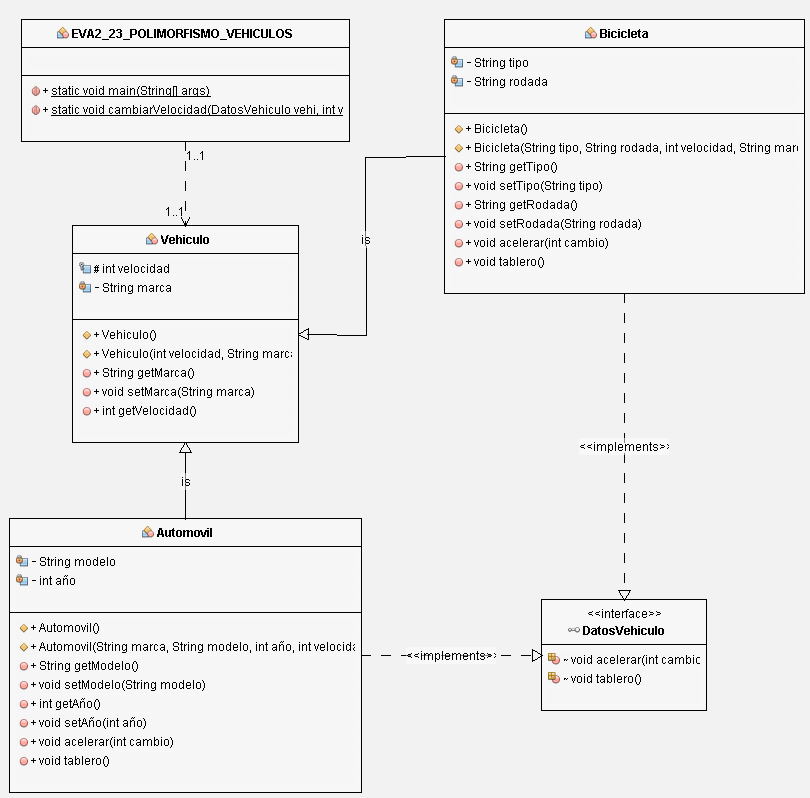 EVA2_23_POLIMORFISMO_VEHICULOS
+ static void main(String[] args)
+ static void cambiarVelocidad(DatosVehiculo vehi, int v
1..1
1..1
Vehiculo
# int velocidad
- String marca
+ Vehiculo()
+ Vehiculo(int velocidad, String marca
+ String getMarca()
+ void setMarca(String marca)
+ int getVelocidad()
is
Bicicleta
- String tipo
- String rodada
+ Bicicleta()
+ Bicicleta(String tipo, String rodada, int velocidad, String mar
+ String getTipo()
+ void setTipo(String tipo)
+ String getRodada()
+ void setRodada(String rodada)
+ void acelerar(int cambio)
+ void tablero()
<<implements>>
is
Automovil
- String modelo
- int año
+ Automovil()
+ Automovil(String marca, String modelo, int año, int velocida
+ String getModelo()
+ void setModelo(String modelo)
+ int getAño()
+ void setAño(int año)
+ void acelerar(int cambio)
+ void tablero()
<<implements>>
<<interface>>
DatosVehiculo
~ void acelerar(int cambio
~ void tablero()